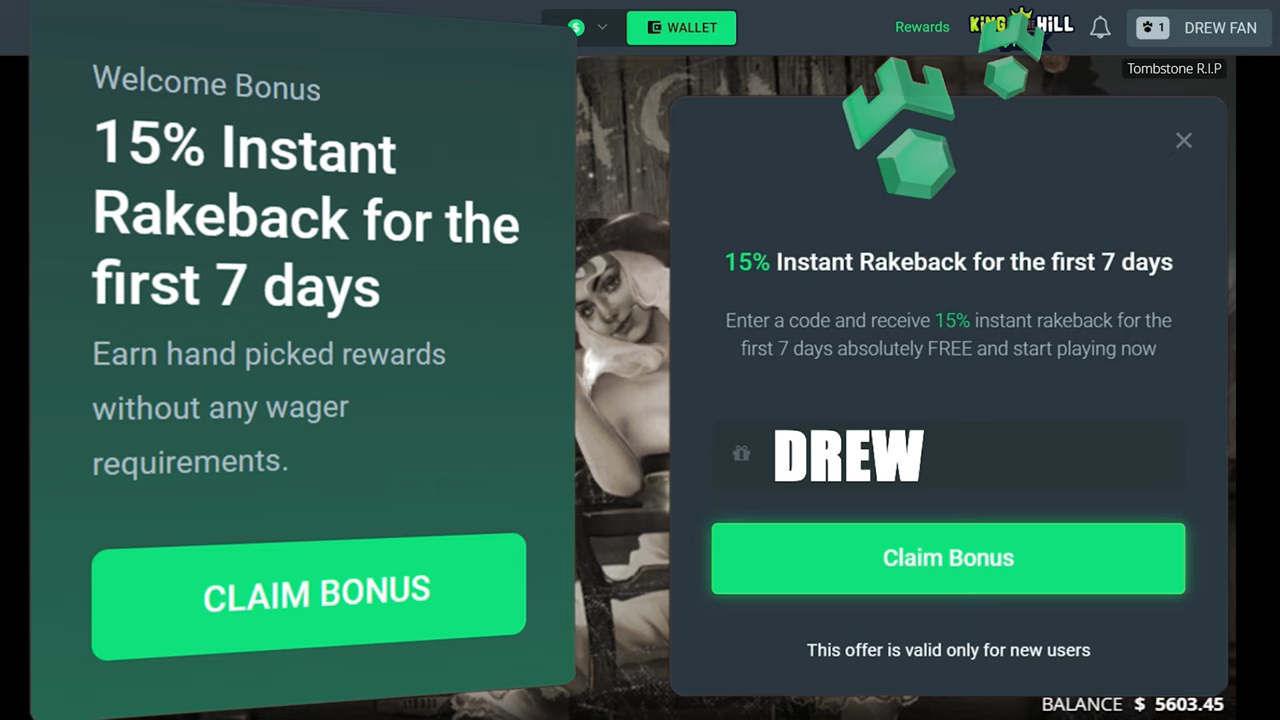 $
WALLET
Rewards
KING HILL
1
DREW FAN
Tombstone R.I.P
Welcome Bonus
15% Instant
Rakeback for the
first 7 days
Earn hand picked rewards
without any wager
requirements.
CLAIM BONUS
15% Instant Rakeback for the first 7 days
Enter a code and receive 15% instant rakeback for the
first 7 days absolutely FREE and start playing now
DREW
Claim Bonus
This offer is valid only for new users
BALANCE $ 5603.45